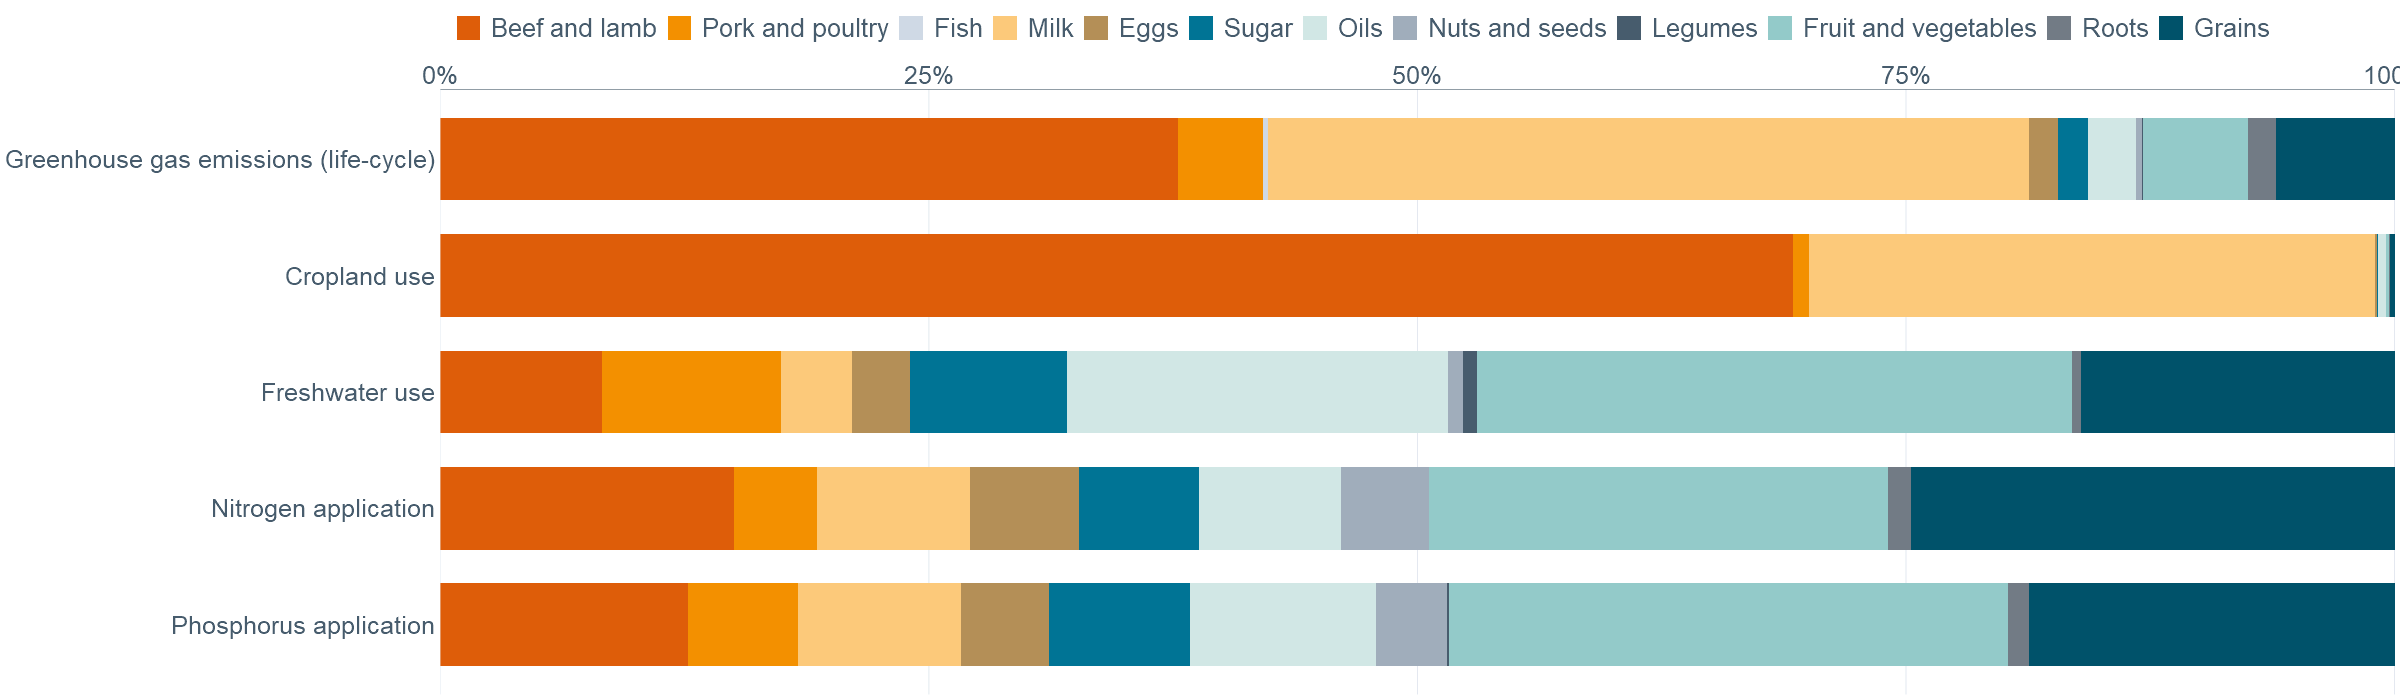 Beef and lamb Pork and poultry Fish Milk Eggs Sugar Oils Nuts and seeds Legumes Fruit and vegetables Roots Grains
0% 25% 50% 75% 100
Greenhouse gas emissions (life-cycle)
Cropland use
Freshwater use
Nitrogen application
Phosphorus application